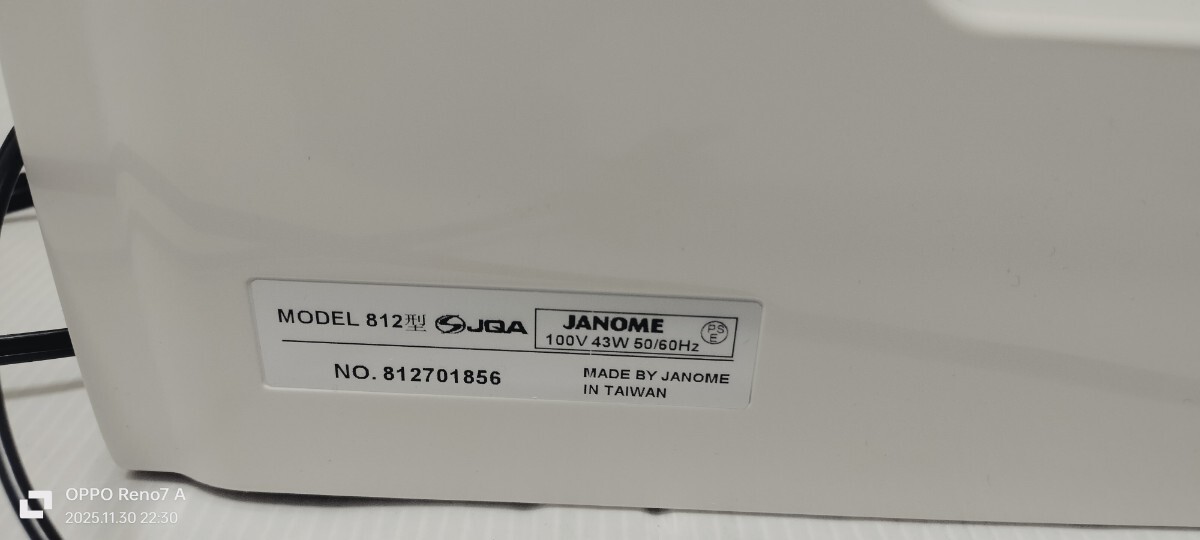 MODEL 812型 JQA
JANOME
100V 43W 50/60Hz
PS
E
NO. 812701856
MADE BY JANOME
IN TAIWAN
OPPO Reno7 A
2025.11.30 22:30